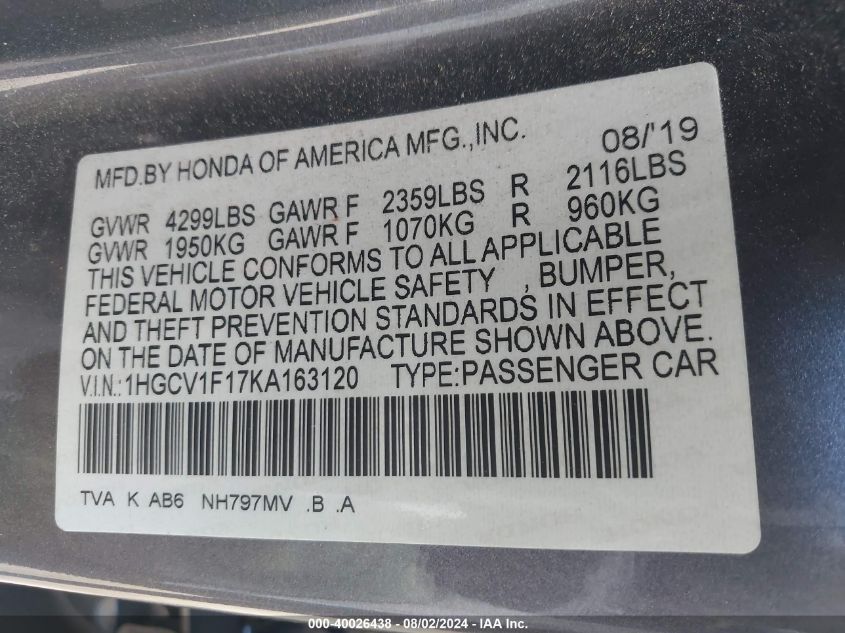 MFD.BY HONDA OF AMERICA MFG.,INC. 08/'19
GVWR 4299LBS GAWR F 2359LBS R 2116LBS
GVWR 1950KG GAWR F 1070KG R 960KG
THIS VEHICLE CONFORMS TO ALL APPLICABLE
FEDERAL MOTOR VEHICLE SAFETY , BUMPER,
AND THEFT PREVENTION STANDARDS IN EFFECT
ON THE DATE OF MANUFACTURE SHOWN ABOVE.
V.I.N.:1HGCV1F17KA163120 TYPE:PASSENGER CAR
TVA K AB6 NH797MV .B .A
000-40026438 - 08/02/2024 - IAA Inc.